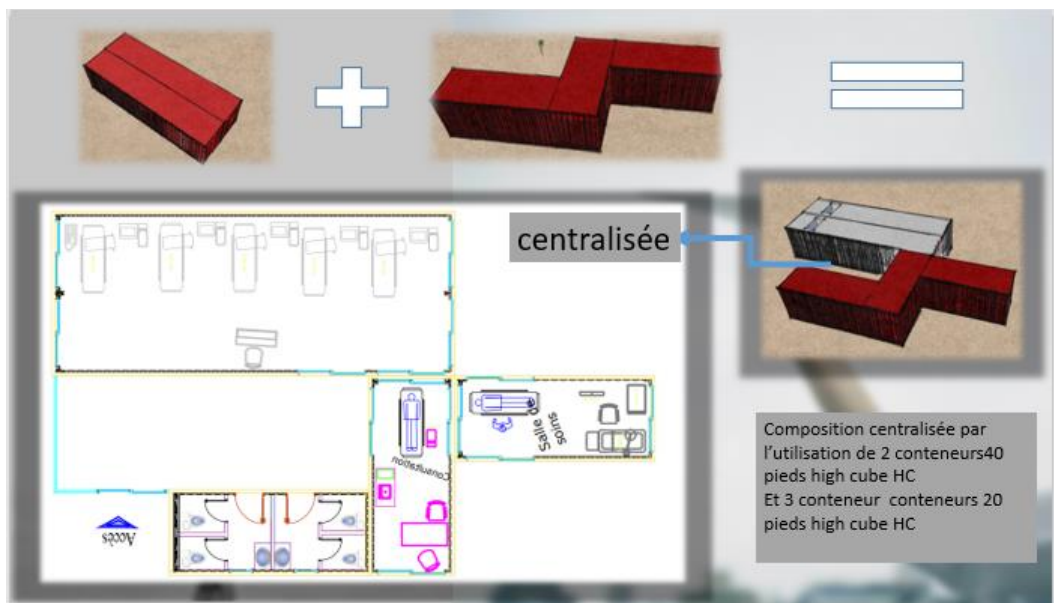 centralisée
Salle de
soins
Consultation
Accès
Composition centralisée par
l'utilisation de 2 conteneurs40
pieds high cube HC
Et 3 conteneur  conteneurs 20
pieds high cube HC